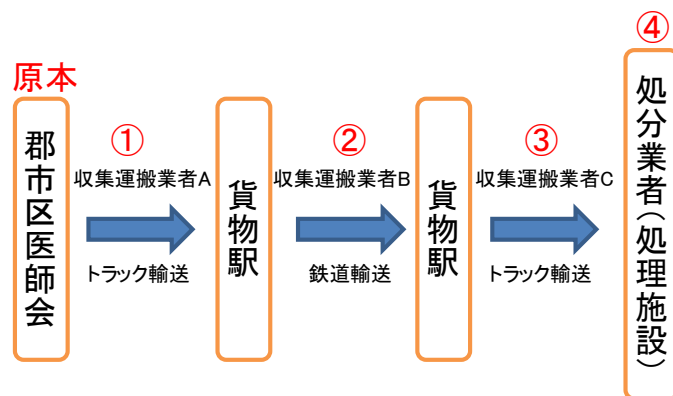 原本
郡市区医師会
①
収集運搬業者A
トラック輸送
貨物駅
②
収集運搬業者B
鉄道輸送
貨物駅
③
収集運搬業者C
トラック輸送
④
処分業者(処理施設)